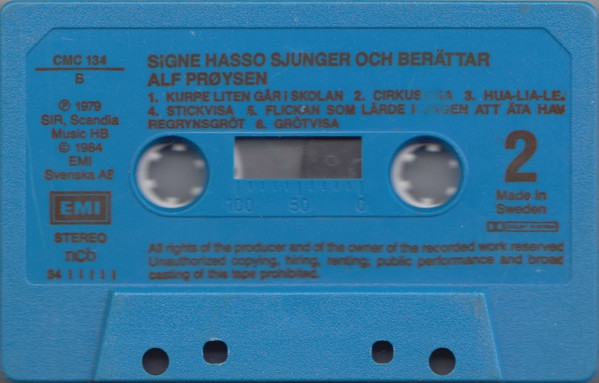 CMC 134
B
SIGNE HASSO SJUNGER OCH BERÄTTAR
ALF PRØYSEN
1. KURRE LITEN GÅR I SKOLAN 2. 3. HUA-LIA-LEJ
4. STICKVISA 5. FLICKAN SOM LÄRDE ATT ÄTA HAV
REGRYNSGRÖT 6. GRÖTVISA
℗ 1979
SIR, Scandia
Music HB
© 1984
EMI
Svenska AB
EMI
STEREO
ncb
34
2
Made in
Sweden
DOLBY SYSTEM
100 50 0
All rights of the producer and of the owner of the recorded work reserved
Unauthorized copying, hiring, renting, public performance and broad
casting of this tape prohibited.